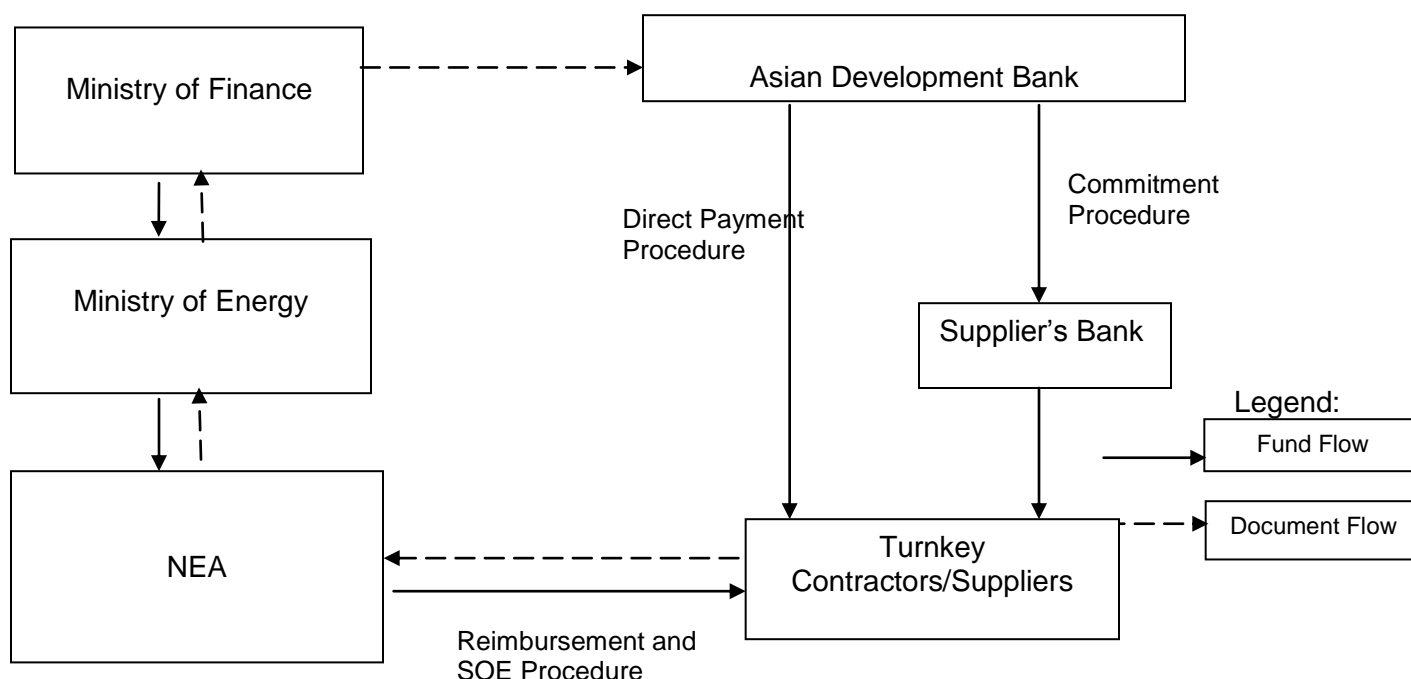 Ministry of Finance
Asian Development Bank
Commitment
Procedure
Direct Payment
Procedure
Ministry of Energy
Supplier’s Bank
Legend:
Fund Flow
Document Flow
NEA
Turnkey
Contractors/Suppliers
Reimbursement and
SOE Procedure